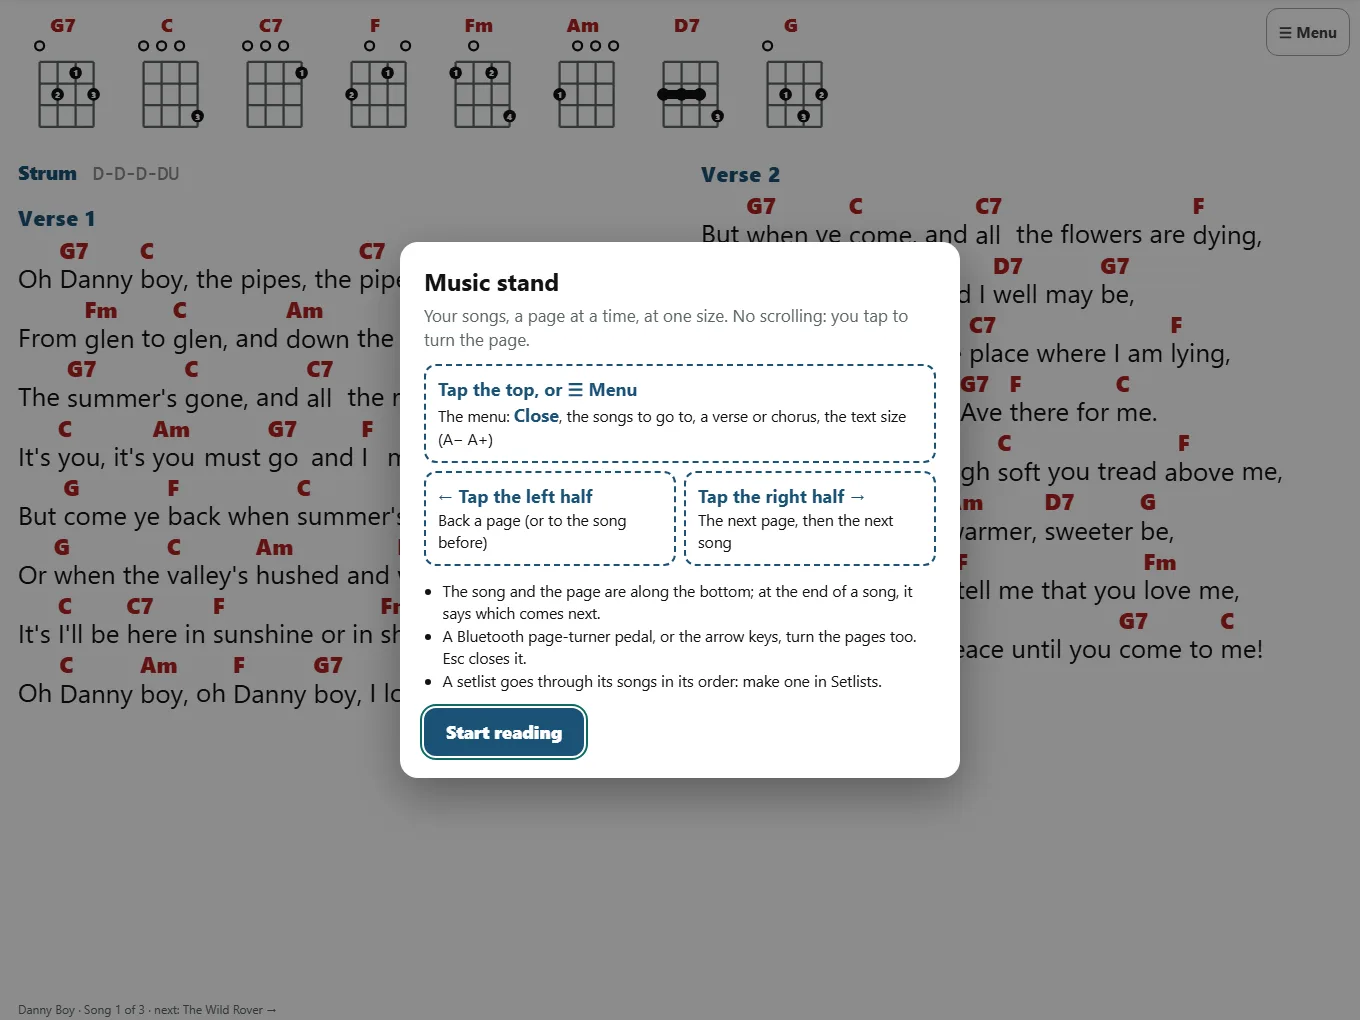 G7 C C7 F Fm Am D7 G
☰ Menu
Strum D-D-D-DU
Verse 1
G7 C C7
Oh Danny boy, the pipes, the pipe
Fm C Am
From glen to glen, and down the
G7 C C7
The summer's gone, and all the
C Am G7 F
It's you, it's you must go and I
G F C
But come ye back when summer's
G C Am
Or when the valley's hushed and
C C7 F
It's I'll be here in sunshine or in
C Am F G7
Oh Danny boy, oh Danny boy, I
Verse 2
G7 C C7 F
But when ye come, and all the flowers are dying,
D7 G7
I well may be,
C7 F
place where I am lying,
G7 F C
Ave there for me.
C F
soft you tread above me,
D7 G
sweeter be,
Fm
tell me that you love me,
G7 C
until you come to me!
Music stand
Your songs, a page at a time, at one size. No scrolling: you tap to
turn the page.
Tap the top, or ☰ Menu
The menu: Close, the songs to go to, a verse or chorus, the text size
(A− A+)
← Tap the left half
Back a page (or to the song
before)
Tap the right half →
The next page, then the next
song
• The song and the page are along the bottom; at the end of a song, it
says which comes next.
• A Bluetooth page-turner pedal, or the arrow keys, turn the pages too.
Esc closes it.
• A setlist goes through its songs in its order: make one in Setlists.
Start reading
Danny Boy · Song 1 of 3 · next: The Wild Rover →